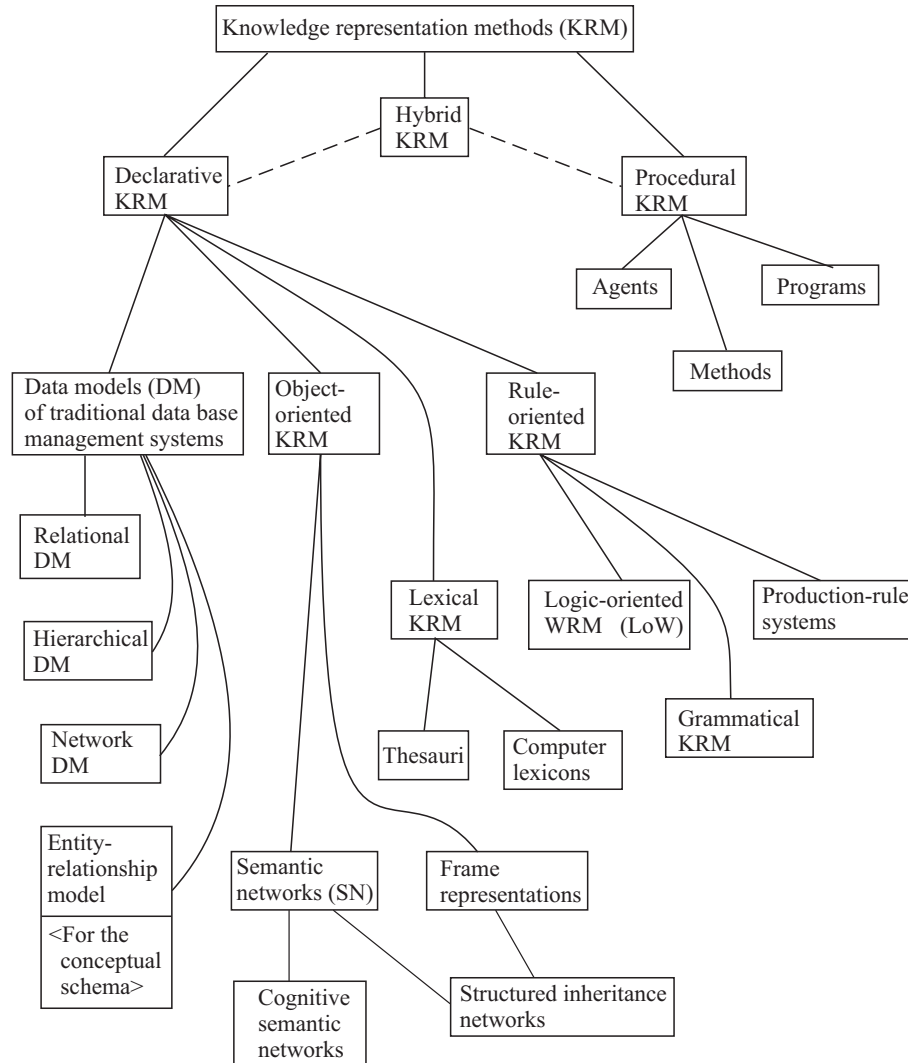 Knowledge representation methods (KRM)
Hybrid
KRM
Declarative
KRM
Procedural
KRM
Agents
Programs
Methods
Data models (DM)
of traditional data base
management systems
Object-
oriented
KRM
Rule-
oriented
KRM
Relational
DM
Hierarchical
DM
Network
DM
Entity-
relationship
model
<For the
conceptual
schema>
Lexical
KRM
Logic-oriented
WRM (LoW)
Production-rule
systems
Grammatical
KRM
Thesauri
Computer
lexicons
Semantic
networks (SN)
Frame
representations
Cognitive
semantic
networks
Structured inheritance
networks